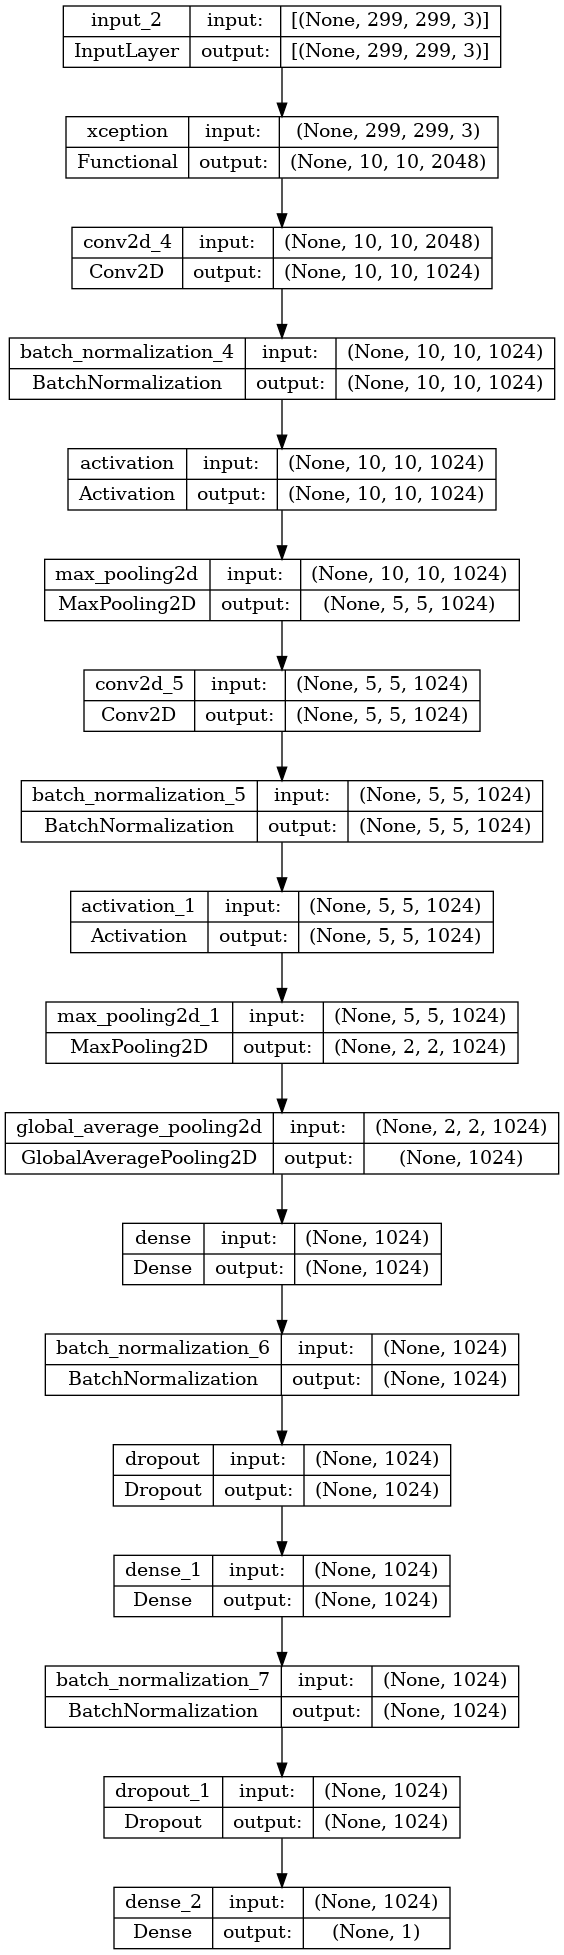 input_2 input: [(None, 299, 299, 3)]
InputLayer output: [(None, 299, 299, 3)]
xception input: (None, 299, 299, 3)
Functional output: (None, 10, 10, 2048)
conv2d_4 input: (None, 10, 10, 2048)
Conv2D output: (None, 10, 10, 1024)
batch_normalization_4 input: (None, 10, 10, 1024)
BatchNormalization output: (None, 10, 10, 1024)
activation input: (None, 10, 10, 1024)
Activation output: (None, 10, 10, 1024)
max_pooling2d input: (None, 10, 10, 1024)
MaxPooling2D output: (None, 5, 5, 1024)
conv2d_5 input: (None, 5, 5, 1024)
Conv2D output: (None, 5, 5, 1024)
batch_normalization_5 input: (None, 5, 5, 1024)
BatchNormalization output: (None, 5, 5, 1024)
activation_1 input: (None, 5, 5, 1024)
Activation output: (None, 5, 5, 1024)
max_pooling2d_1 input: (None, 5, 5, 1024)
MaxPooling2D output: (None, 2, 2, 1024)
global_average_pooling2d input: (None, 2, 2, 1024)
GlobalAveragePooling2D output: (None, 1024)
dense input: (None, 1024)
Dense output: (None, 1024)
batch_normalization_6 input: (None, 1024)
BatchNormalization output: (None, 1024)
dropout input: (None, 1024)
Dropout output: (None, 1024)
dense_1 input: (None, 1024)
Dense output: (None, 1024)
batch_normalization_7 input: (None, 1024)
BatchNormalization output: (None, 1024)
dropout_1 input: (None, 1024)
Dropout output: (None, 1024)
dense_2 input: (None, 1024)
Dense output: (None, 1)